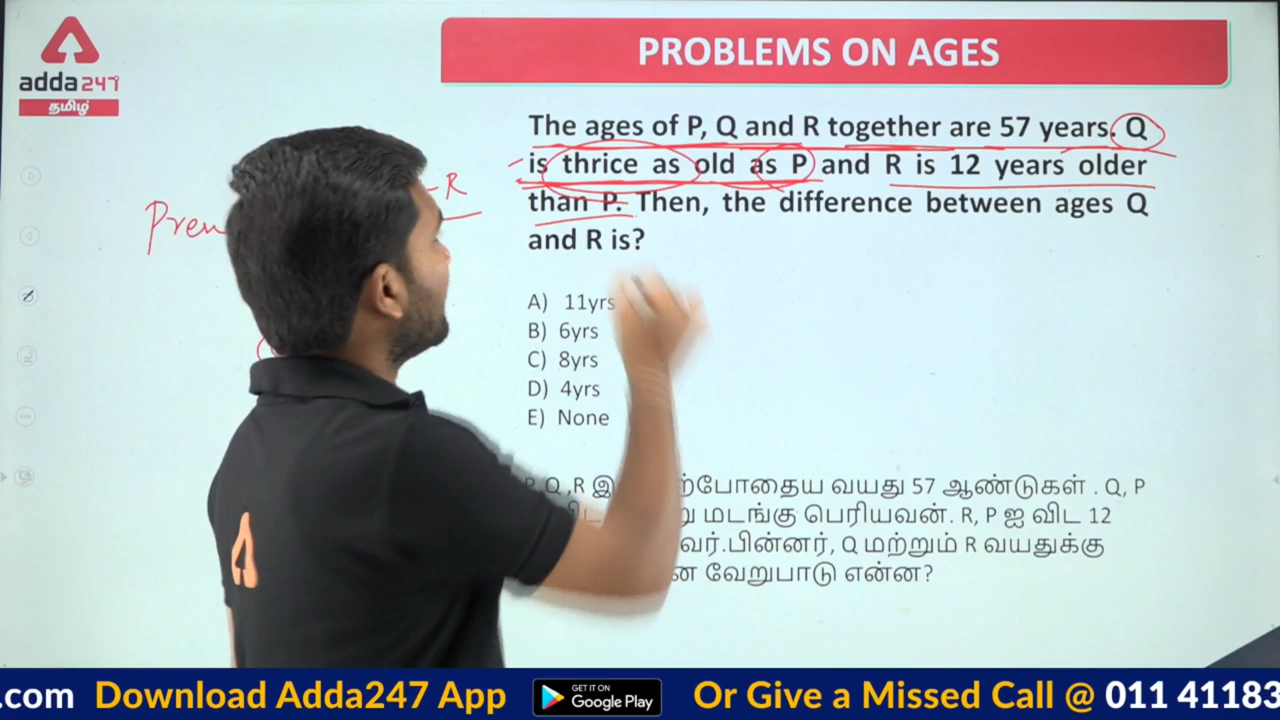 adda247
தமிழ்
PROBLEMS ON AGES
The ages of P, Q and R together are 57 years. Q
is thrice as old as P and R is 12 years older
than P. Then, the difference between ages Q
and R is?
R
A) 11yrs
B) 6yrs
C) 8yrs
D) 4yrs
E) None
Q ,R வயது 57 ஆண்டுகள் . Q, P
மடங்கு பெரியவன். R, P ஐ விட 12
Q மற்றும் R வயதுக்கு
வேறுபாடு என்ன?
.com Download Adda247 App GET IT ON Google Play Or Give a Missed Call @ 011 41183